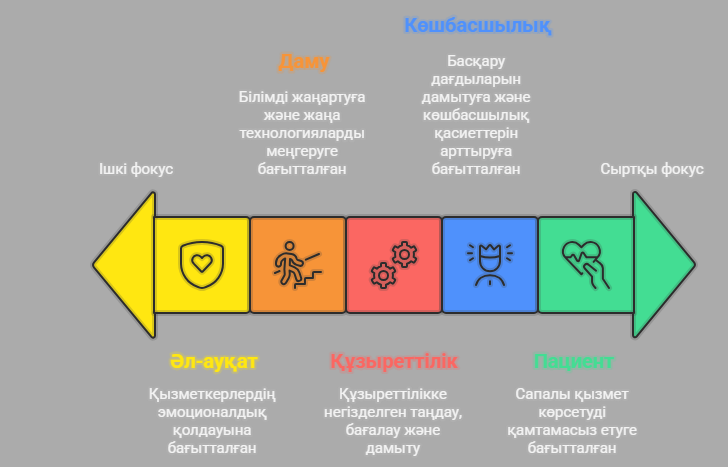 Көшбасшылық
Басқару
дағдыларын
дамытуға және
көшбасшылық
қасиеттерін
арттыруға
бағытталған
Даму
Білімді жаңартуға
және жаңа
технологияларды
меңгеруге
бағытталған
Ішкі фокус
Сыртқы фокус
Әл-ауқат
Қызметкерлердің
эмоционалдық
қолдауына
бағытталған
Құзыреттілік
Құзыреттілікке
негізделген таңдау,
бағалау және
дамыту
Пациент
Сапалы қызмет
көрсетуді
қамтамасыз етуге
бағытталған